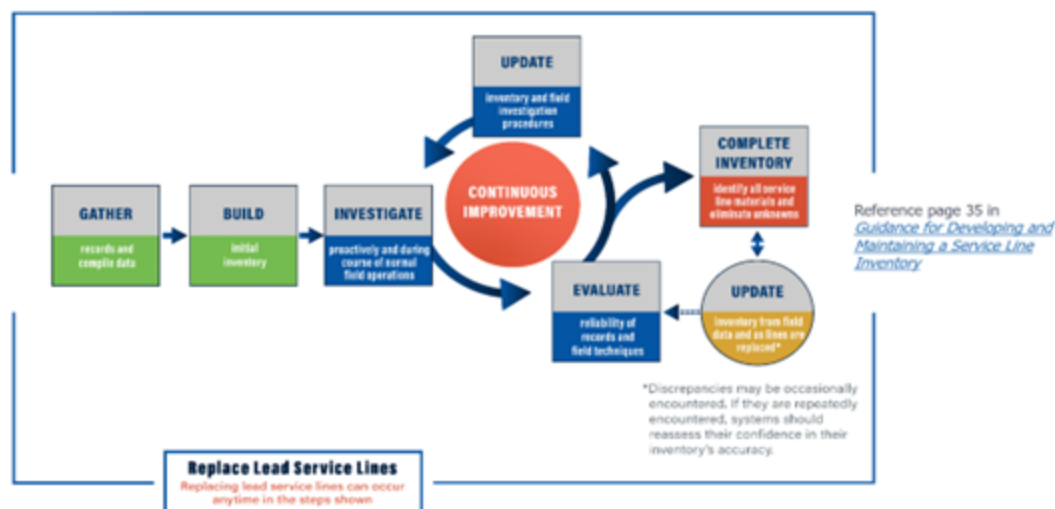 UPDATE
inventory and field
investigation
procedures
CONTINUOUS
IMPROVEMENT
COMPLETE
INVENTORY
identify all service
line materials and
eliminate unknowns
GATHER
records and
compile data
BUILD
initial
inventory
INVESTIGATE
proactively and during
course of normal
field operations
EVALUATE
reliability of
records and
field techniques
UPDATE
inventory from field
data and as lines are
replaced*
Reference page 35 in
Guidance for Developing and
Maintaining a Service Line
Inventory
*Discrepancies may be occasionally
encountered. If they are repeatedly
encountered, systems should
reassess their confidence in their
inventory's accuracy.
Replace Lead Service Lines
Replacing lead service lines can occur
anytime in the steps shown